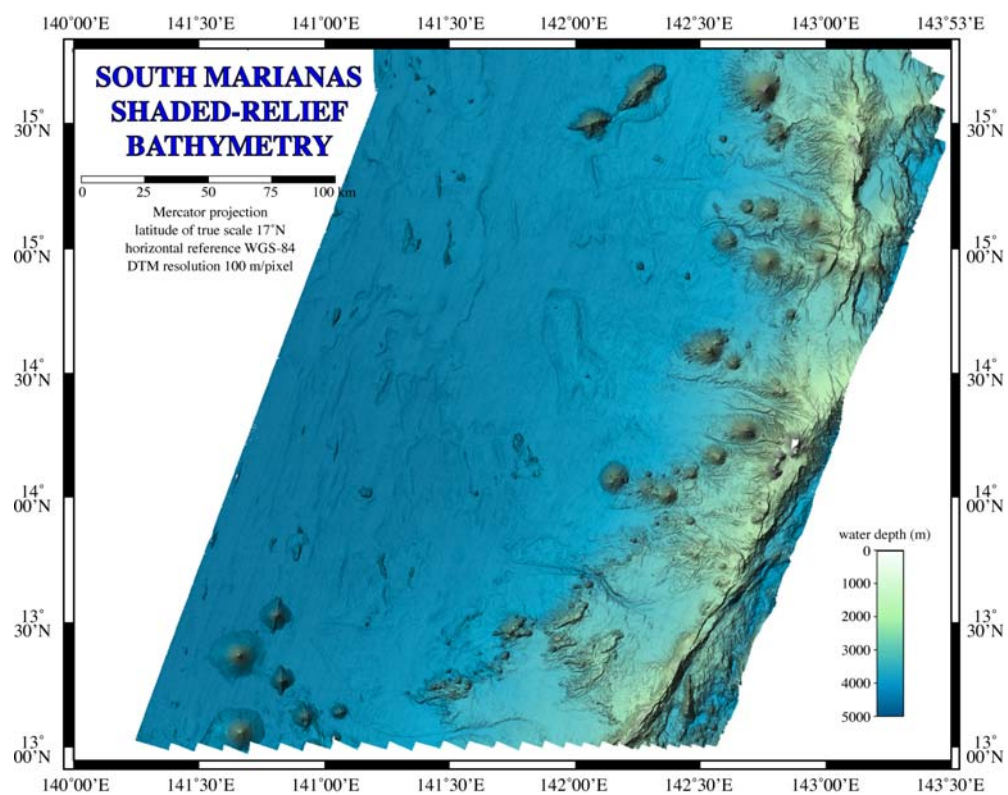 140˚00’E 140˚30’E 141˚00’E 141˚30’E 142˚00’E 142˚30’E 143˚00’E 143˚53’E
SOUTH MARIANAS
SHADED-RELIEF
BATHYMETRY
0 25 50 75 100 km
Mercator projection
latitude of true scale 17˚N
horizontal reference WGS-84
DTM resolution 100 m/pixel
15˚
30’N
15˚
30’N
15˚
00’N
15˚
00’N
14˚
30’N
14˚
30’N
14˚
00’N
14˚
00’N
water depth (m)
0
1000
2000
3000
4000
5000
13˚
30’N
13˚
30’N
13˚
00’N
13˚
00’N
140˚00’E 140˚30’E 141˚00’E 141˚30’E 142˚00’E 142˚30’E 143˚00’E 143˚30’E